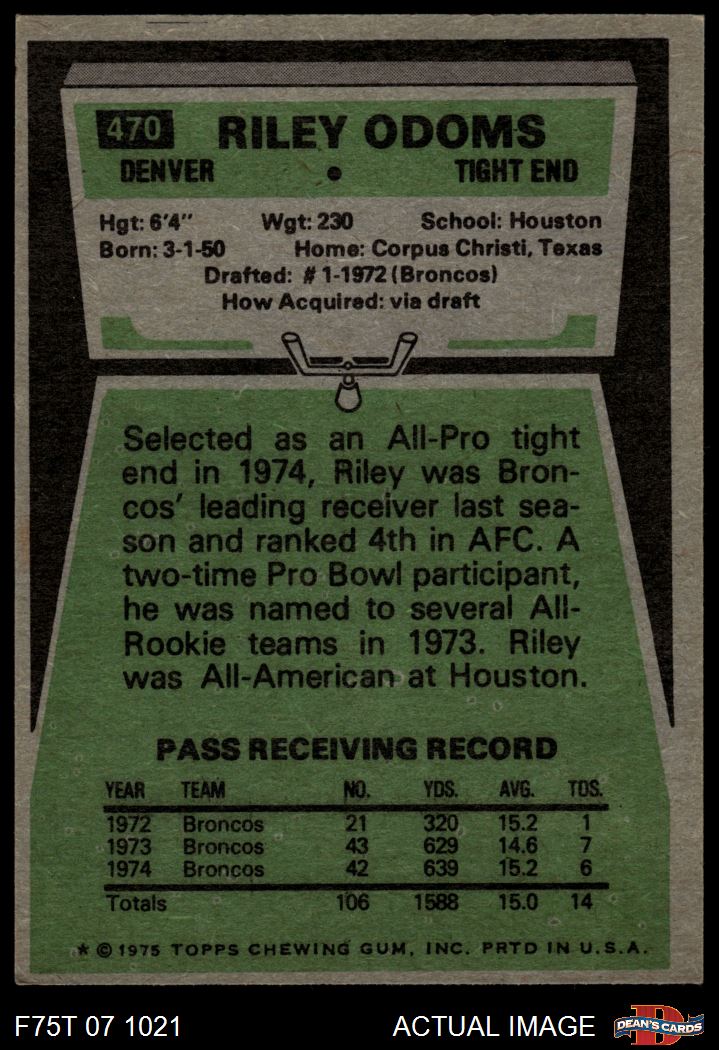 470 RILEY ODOMS
DENVER • TIGHT END
Hgt: 6'4" Wgt: 230 School: Houston
Born: 3-1-50 Home: Corpus Christi, Texas
Drafted: #1-1972 (Broncos)
How Acquired: via draft
Selected as an All-Pro tight
end in 1974, Riley was Bron-
cos' leading receiver last sea-
son and ranked 4th in AFC. A
two-time Pro Bowl participant,
he was named to several All-
Rookie teams in 1973. Riley
was All-American at Houston.
PASS RECEIVING RECORD
YEAR TEAM NO. YDS. AVG. TDS.
1972 Broncos 21 320 15.2 1
1973 Broncos 43 629 14.6 7
1974 Broncos 42 639 15.2 6
Totals 106 1588 15.0 14
* © 1975 TOPPS CHEWING GUM, INC. PRTD IN U.S.A.
F75T 07 1021 ACTUAL IMAGE D DEAN'S CARDS